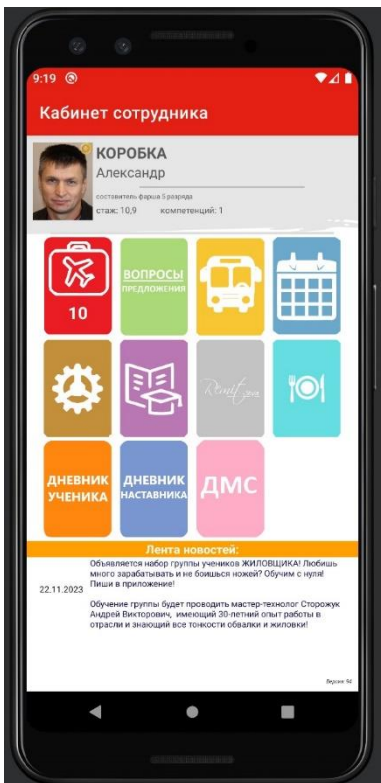 9:19
Кабинет сотрудника
КОРОБКА
Александр
составитель фарша 5 разряда
стаж: 10,9 компетенций: 1
10
ВОПРОСЫ
ПРЕДЛОЖЕНИЯ
Remit
ДНЕВНИК
УЧЕНИКА
ДНЕВНИК
НАСТАВНИКА
ДМС
Лента новостей:
22.11.2023
Объявляется набор группы учеников ЖИЛОВЩИКА! Любишь
много зарабатывать и не боишься ножей? Обучим с нуля!
Пиши в приложение!
Обучение группы будет проводить мастер-технолог Сторожук
Андрей Викторович, имеющий 30-летний опыт работы в
отрасли и знающий все тонкости обвалки и жиловки!
Версия: 94